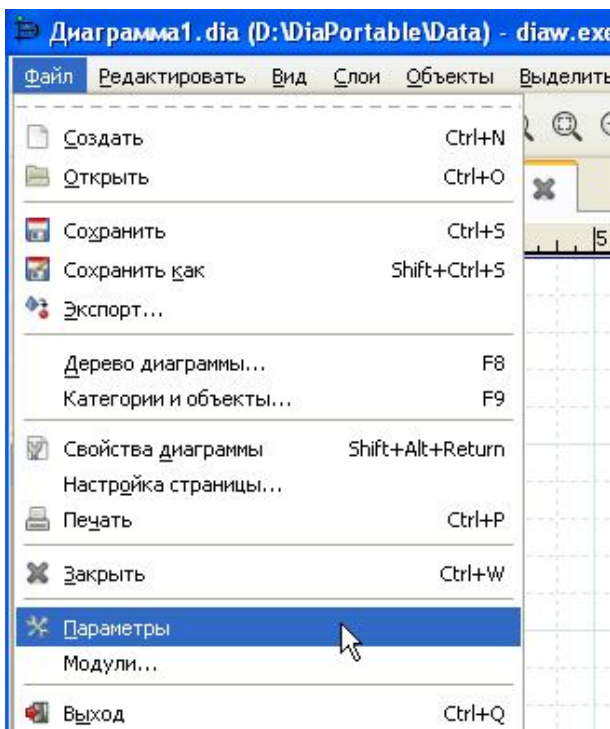 Диаграмма1.dia (D:\DiaPortable\Data) - diaw.exe
Файл Редактировать Вид Слои Объекты Выделить
Создать Ctrl+N
Открыть Ctrl+O
Сохранить Ctrl+S
Сохранить как Shift+Ctrl+S
Экспорт...
Дерево диаграммы... F8
Категории и объекты... F9
Свойства диаграммы Shift+Alt+Return
Настройка страницы...
Печать Ctrl+P
Закрыть Ctrl+W
Параметры
Модули...
Выход Ctrl+Q
5